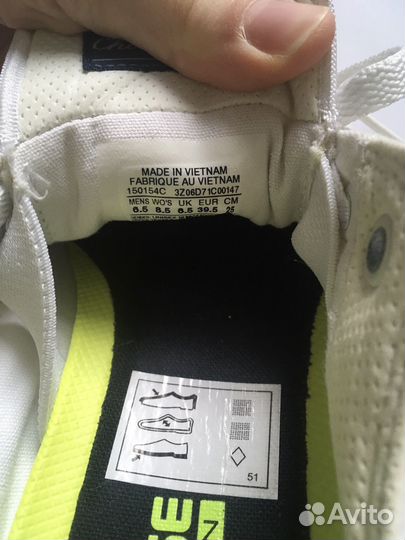 MADE IN VIETNAM
FABRIQUE AU VIETNAM
150154C 3Z06D71C00147
MENS WO'S UK EUR CM
6.5 8.5 6.5 39.5 25
51
Avito